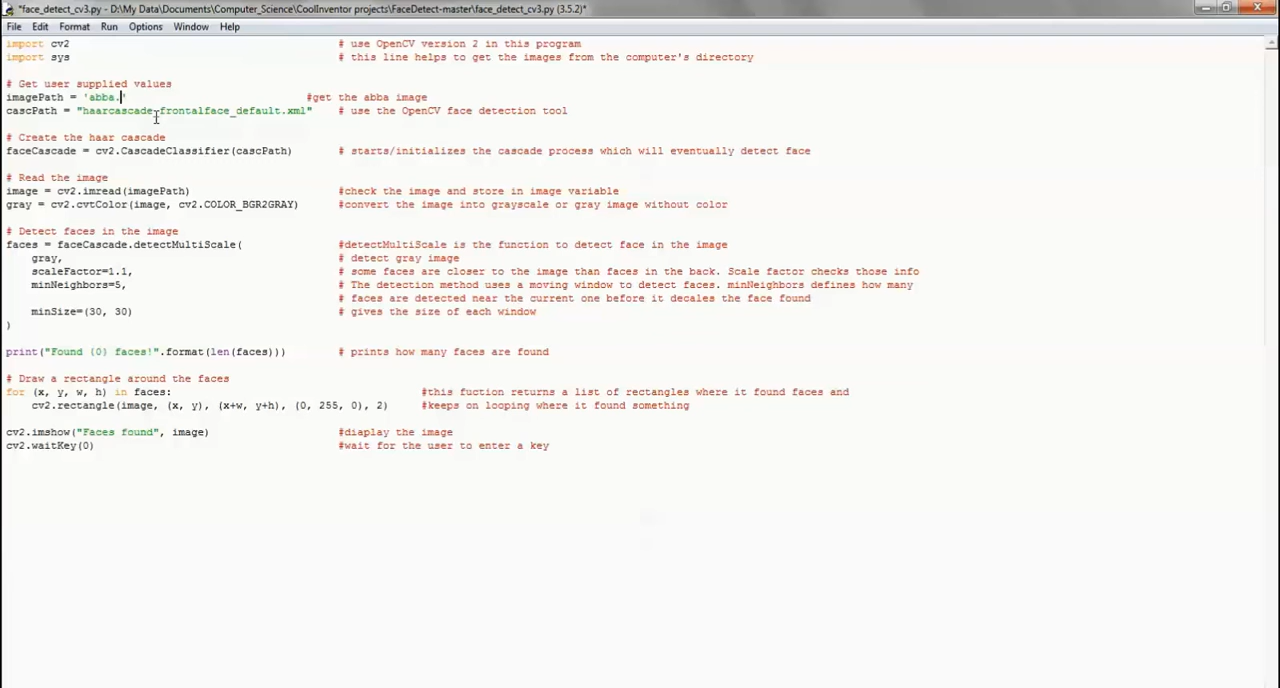 *face_detect_cv3.py - D:\My Data\Documents\Computer_Science\CoolInventor projects\FaceDetect-master\face_detect_cv3.py (3.5.2)*
File Edit Format Run Options Window Help
import cv2 # use OpenCV version 2 in this program
import sys # this line helps to get the images from the computer's directory
# Get user supplied values
imagePath = 'abba.' #get the abba image
cascPath = "haarcascade_frontalface_default.xml" # use the OpenCV face detection tool
# Create the haar cascade
faceCascade = cv2.CascadeClassifier(cascPath) # starts/initializes the cascade process which will eventually detect face
# Read the image
image = cv2.imread(imagePath) #check the image and store in image variable
gray = cv2.cvtColor(image, cv2.COLOR_BGR2GRAY) #convert the image into grayscale or gray image without color
# Detect faces in the image
faces = faceCascade.detectMultiScale( #detectMultiScale is the function to detect face in the image
gray, # detect gray image
scaleFactor=1.1, # some faces are closer to the image than faces in the back. Scale factor checks those info
minNeighbors=5, # The detection method uses a moving window to detect faces. minNeighbors defines how many
# faces are detected near the current one before it decales the face found
minSize=(30, 30) # gives the size of each window
)
print("Found {0} faces!".format(len(faces))) # prints how many faces are found
# Draw a rectangle around the faces
for (x, y, w, h) in faces: #this fuction returns a list of rectangles where it found faces and
cv2.rectangle(image, (x, y), (x+w, y+h), (0, 255, 0), 2) #keeps on looping where it found something
cv2.imshow("Faces found", image) #diaplay the image
cv2.waitKey(0) #wait for the user to enter a key